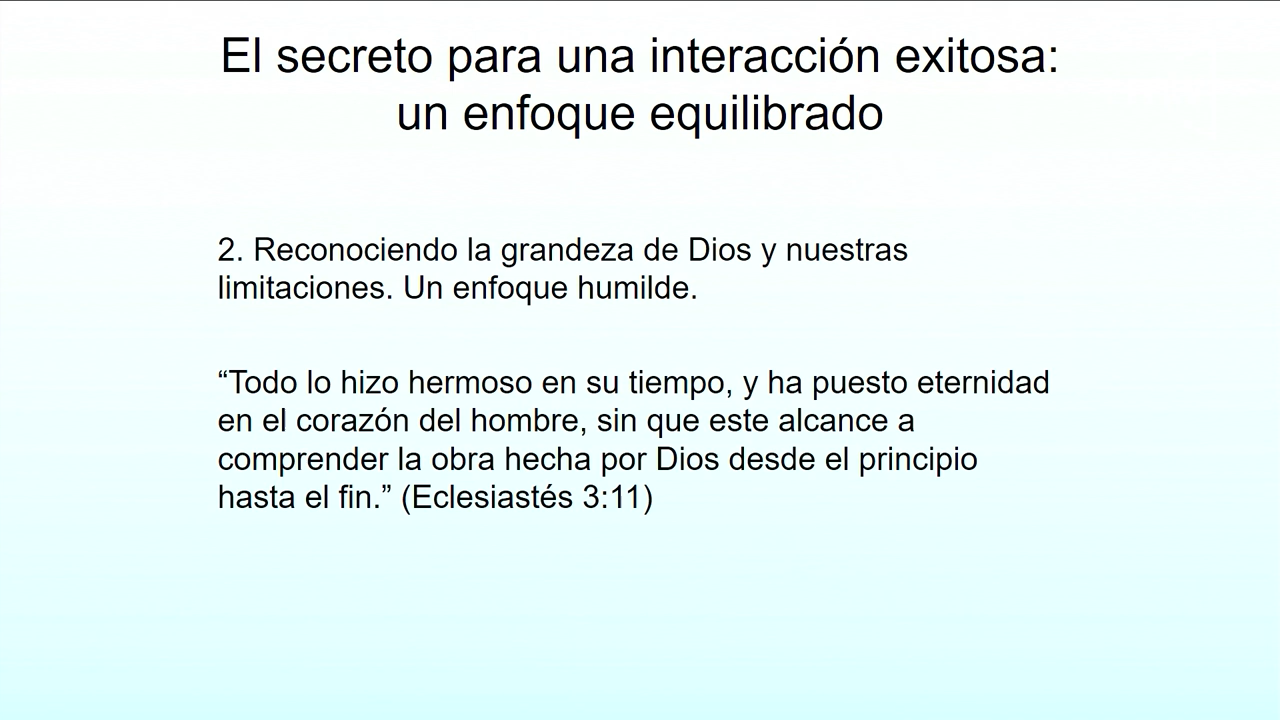 El secreto para una interacción exitosa:
un enfoque equilibrado
2. Reconociendo la grandeza de Dios y nuestras
limitaciones. Un enfoque humilde.
“Todo lo hizo hermoso en su tiempo, y ha puesto eternidad
en el corazón del hombre, sin que este alcance a
comprender la obra hecha por Dios desde el principio
hasta el fin.” (Eclesiastés 3:11)